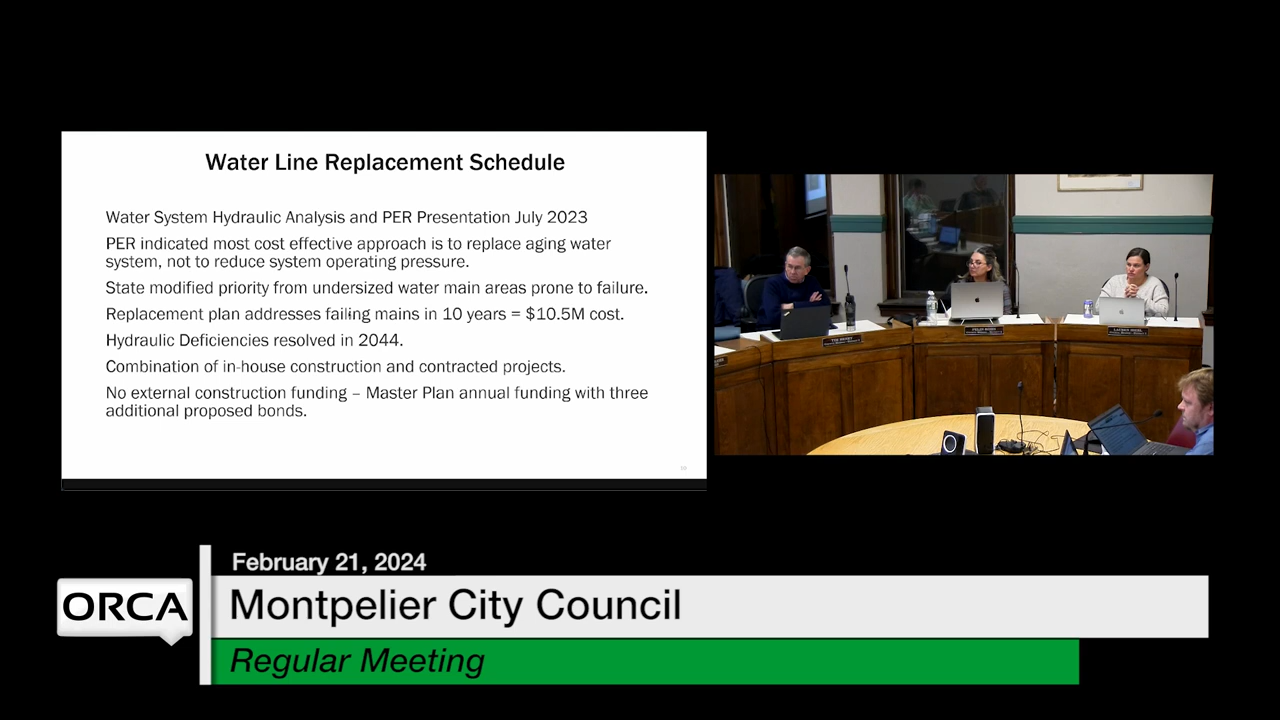 Water Line Replacement Schedule
Water System Hydraulic Analysis and PER Presentation July 2023
PER indicated most cost effective approach is to replace aging water
system, not to reduce system operating pressure.
State modified priority from undersized water main areas prone to failure.
Replacement plan addresses failing mains in 10 years = $10.5M cost.
Hydraulic Deficiencies resolved in 2044.
Combination of in-house construction and contracted projects.
No external construction funding – Master Plan annual funding with three
additional proposed bonds.
February 21, 2024
ORCA
Montpelier City Council
Regular Meeting